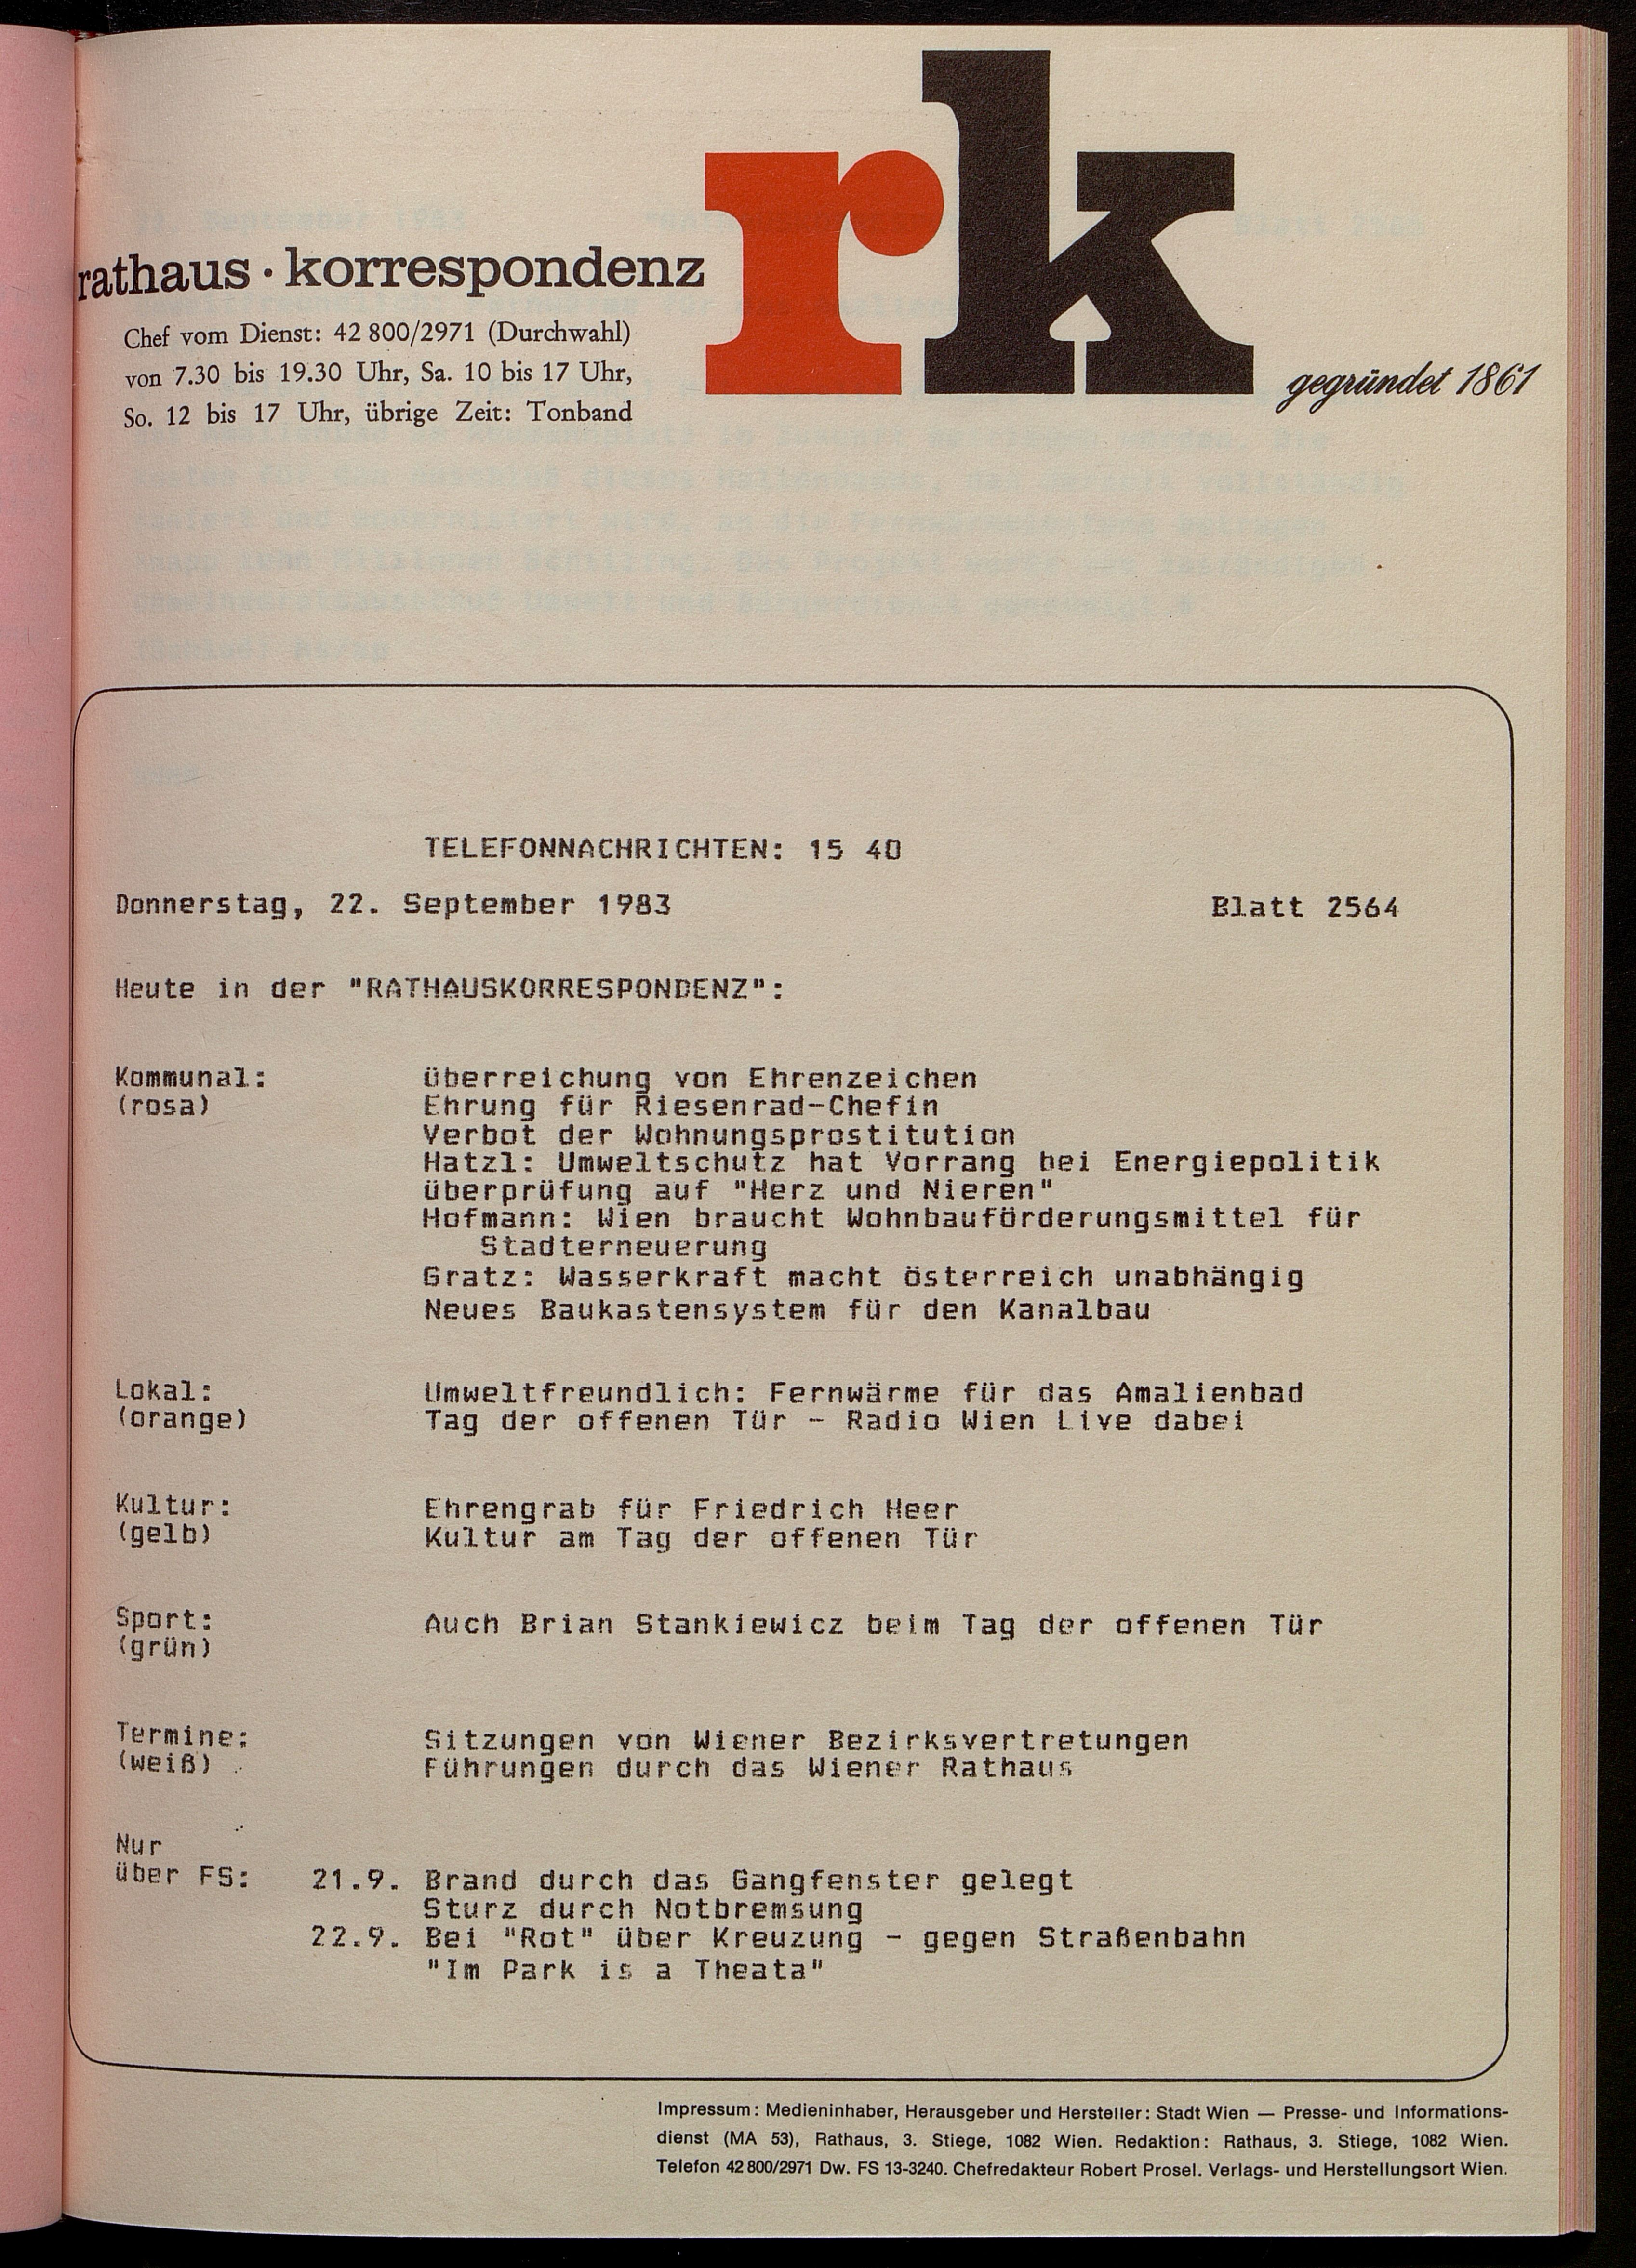 rk
rathaus · korrespondenz
Chef vom Dienst: 42 800/2971 (Durchwahl)
von 7.30 bis 19.30 Uhr, Sa. 10 bis 17 Uhr,
So. 12 bis 17 Uhr, übrige Zeit: Tonband
gegründet 1861
TELEFONNACHRICHTEN: 15 40
Donnerstag, 22. September 1983 Blatt 2564
Heute in der "RATHAUSKORRESPONDENZ":
Kommunal: überreichung von Ehrenzeichen
(rosa) Ehrung für Riesenrad-Chefin
Verbot der Wohnungsprostitution
Hatzl: Umweltschutz hat Vorrang bei Energiepolitik
überprüfung auf "Herz und Nieren"
Hofmann: Wien braucht Wohnbauförderungsmittel für
Stadterneuerung
Gratz: Wasserkraft macht österreich unabhängig
Neues Baukastensystem für den Kanalbau
Lokal: Umweltfreundlich: Fernwärme für das Amalienbad
(orange) Tag der offenen Tür - Radio Wien Live dabei
Kultur: Ehrengrab für Friedrich Heer
(gelb) Kultur am Tag der offenen Tür
Sport: Auch Brian Stankiewicz beim Tag der offenen Tür
(grün)
Termine: Sitzungen von Wiener Bezirksvertretungen
(weiß) Führungen durch das Wiener Rathaus
Nur
über FS: 21.9. Brand durch das Gangfenster gelegt
Sturz durch Notbremsung
22.9. Bei "Rot" über Kreuzung - gegen Straßenbahn
"Im Park is a Theata"
Impressum: Medieninhaber, Herausgeber und Hersteller: Stadt Wien — Presse- und Informations-
dienst (MA 53), Rathaus, 3. Stiege, 1082 Wien. Redaktion: Rathaus, 3. Stiege, 1082 Wien.
Telefon 42 800/2971 Dw. FS 13-3240. Chefredakteur Robert Prosel. Verlags- und Herstellungsort Wien.